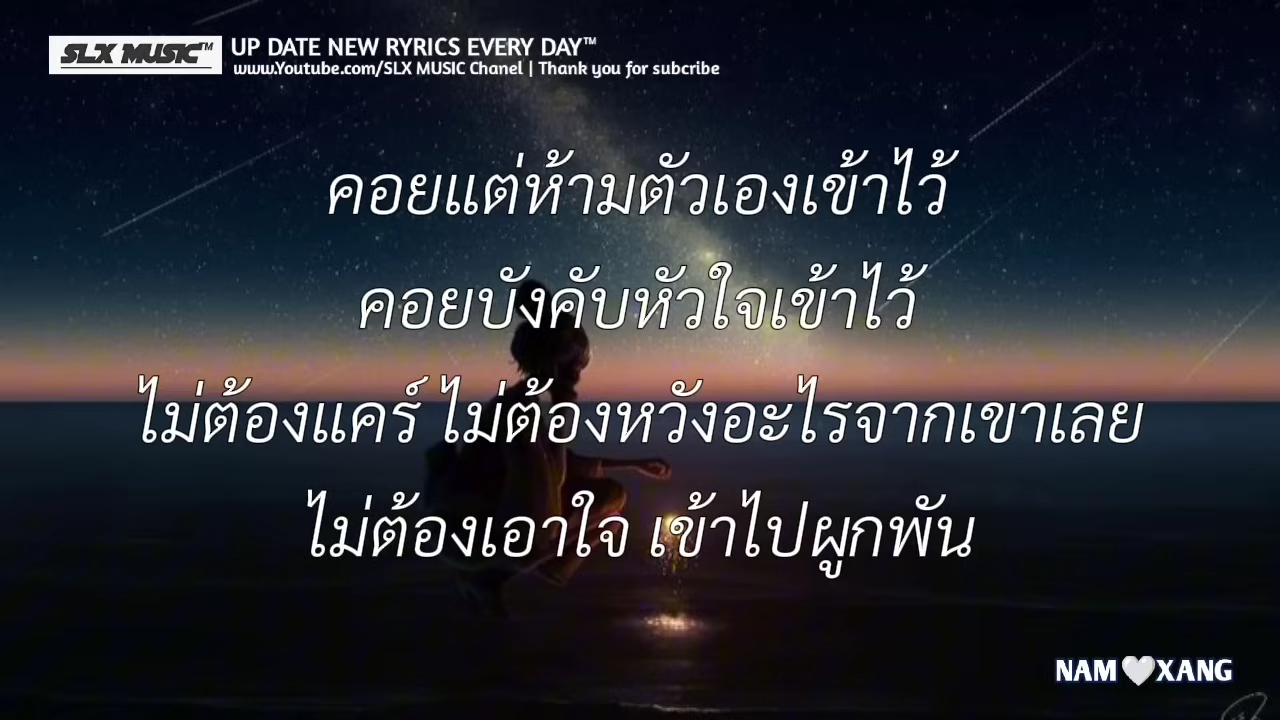 SLX MUSIC™
UP DATE NEW RYRICS EVERY DAY™
www.Youtube.com/SLX MUSIC Chanel | Thank you for subcribe
คอยแต่ห้ามตัวเองเข้าไว้
คอยบังคับหัวใจเข้าไว้
ไม่ต้องแคร์ ไม่ต้องหวังอะไรจากเขาเลย
ไม่ต้องเอาใจ เข้าไปผูกพัน
NAM🤍XANG